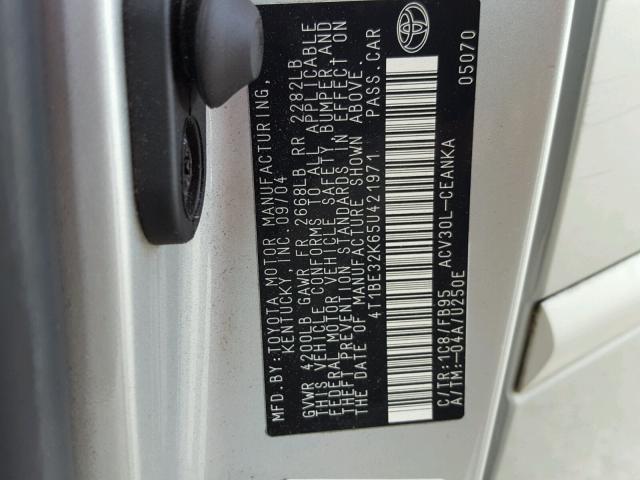 MFD. BY:TOYOTA MOTOR MANUFACTURING,
KENTUCKY, INC. 09/04
GVWR 4200LB GAWR FR 2668LB RR 2282LB
THIS VEHICLE CONFORMS TO ALL APPLICABLE
FEDERAL MOTOR VEHICLE SAFETY, BUMPER, AND
THEFT PREVENTION STANDARDS IN EFFECT ON
THE DATE OF MANUFACTURE SHOWN ABOVE.
4T1BE32K65U421971 PASS. CAR
C/TR:1C8/FB95 ACV30L-CEANKA
A/TM:-04A/U250E
05070